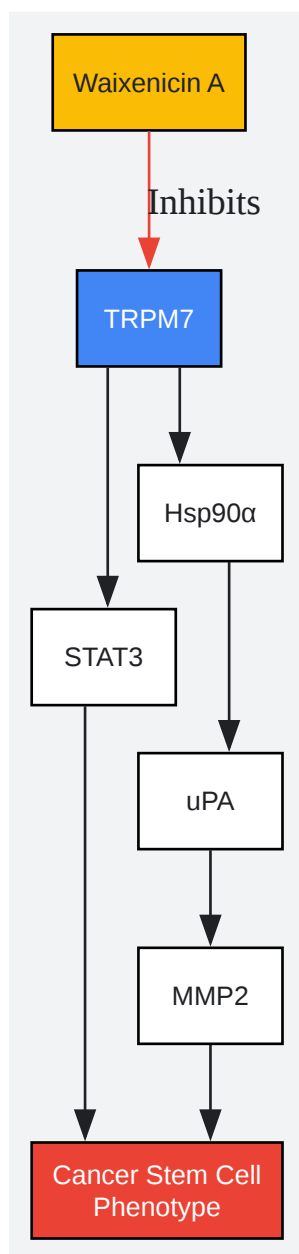 Waixenicin A
Inhibits
TRPM7
Hsp90α
STAT3
uPA
MMP2
Cancer Stem Cell
Phenotype